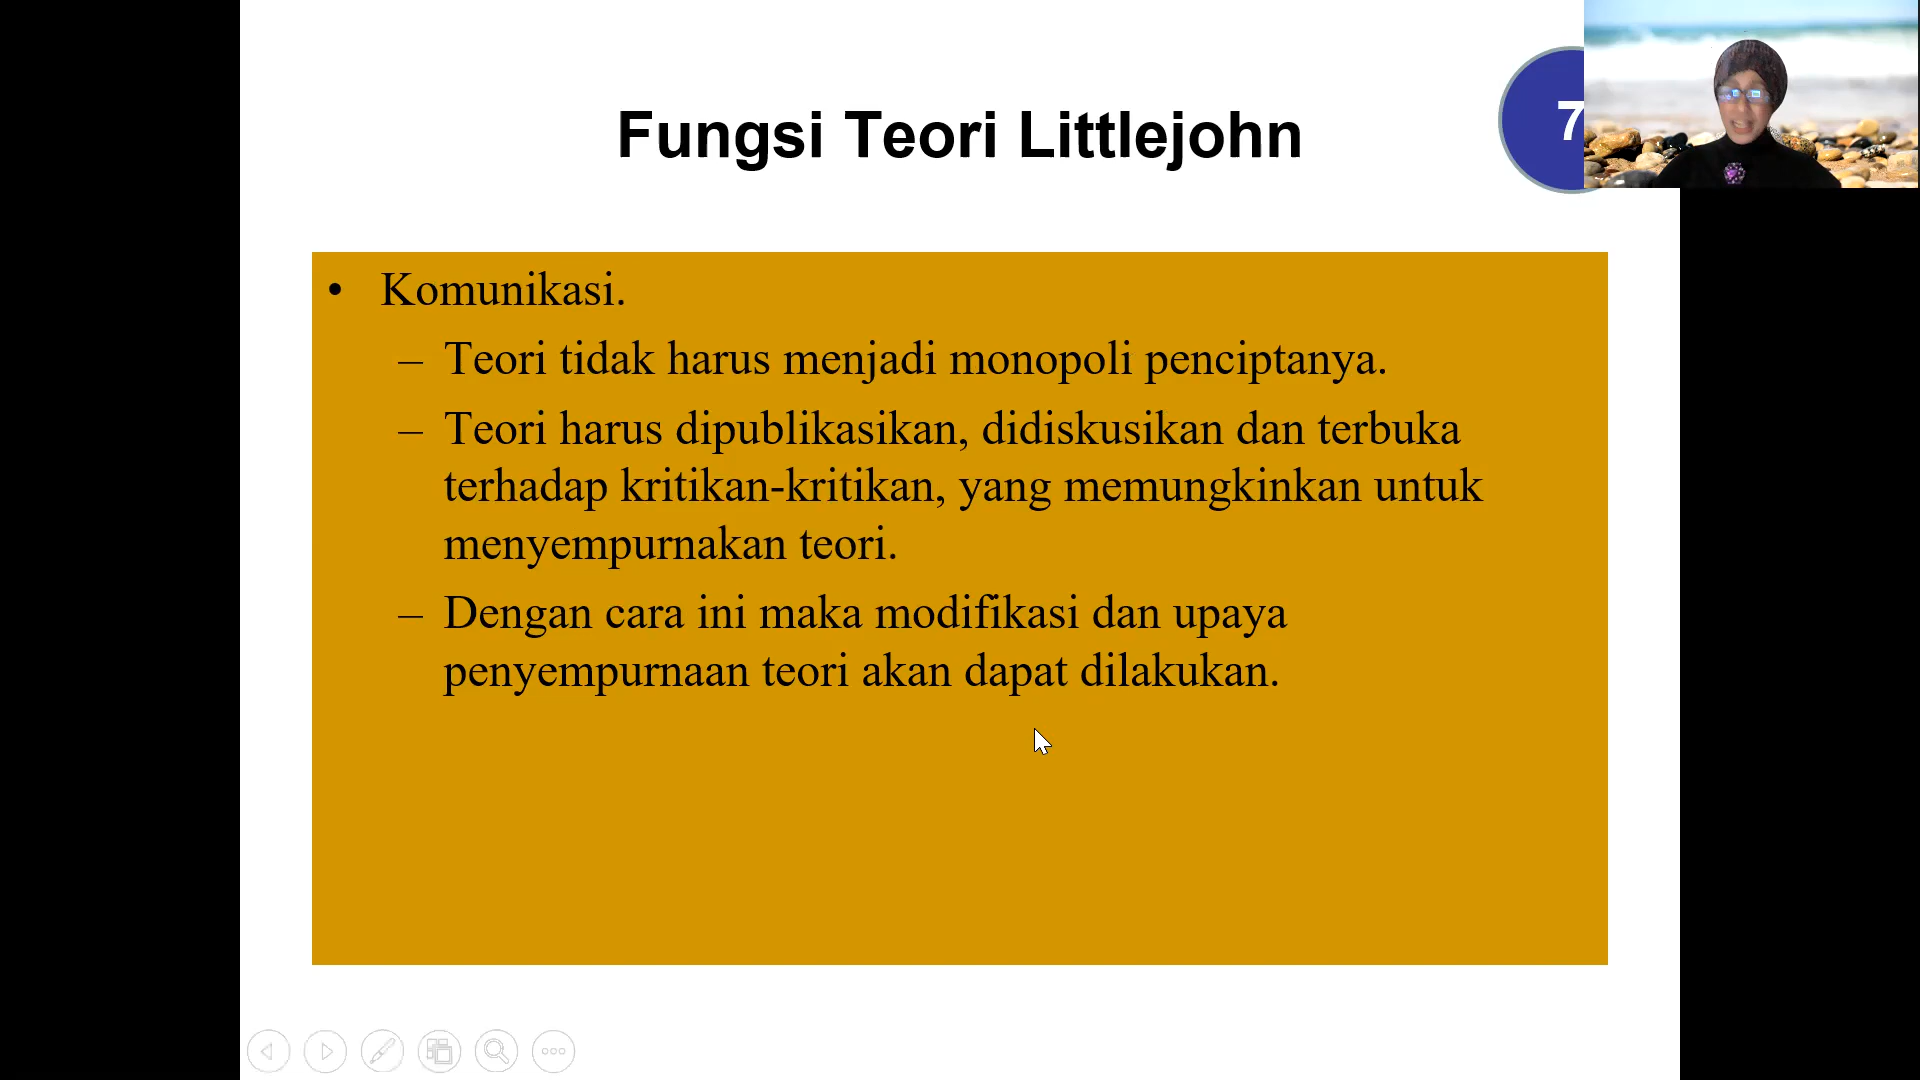 Fungsi Teori Littlejohn
7
• Komunikasi.
– Teori tidak harus menjadi monopoli penciptanya.
– Teori harus dipublikasikan, didiskusikan dan terbuka
terhadap kritikan-kritikan, yang memungkinkan untuk
menyempurnakan teori.
– Dengan cara ini maka modifikasi dan upaya
penyempurnaan teori akan dapat dilakukan.